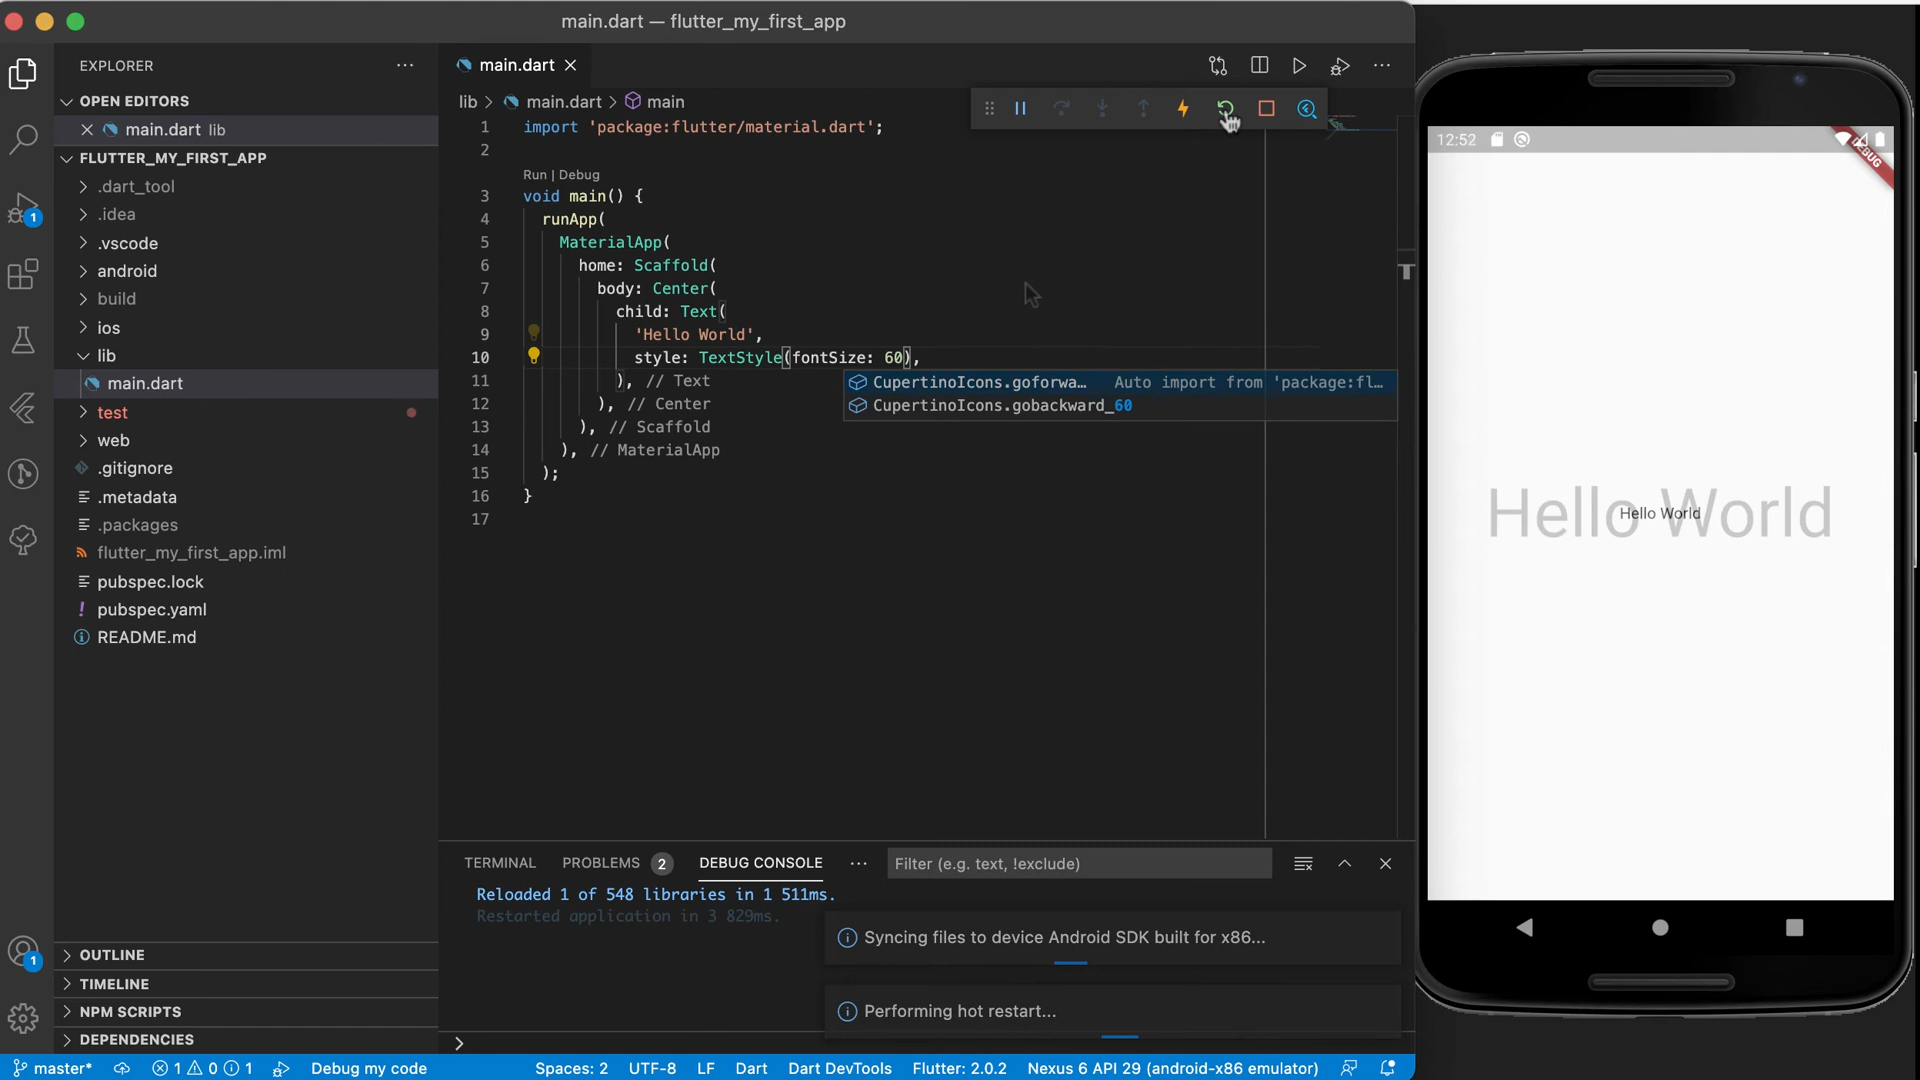 main.dart — flutter_my_first_app
EXPLORER
OPEN EDITORS
main.dart lib
FLUTTER_MY_FIRST_APP
.dart_tool
.idea
.vscode
android
build
ios
lib
main.dart
test
web
.gitignore
.metadata
.packages
flutter_my_first_app.iml
pubspec.lock
pubspec.yaml
README.md
OUTLINE
TIMELINE
NPM SCRIPTS
DEPENDENCIES
1
1
main.dart
lib > main.dart > main
1 import 'package:flutter/material.dart';
2
Run | Debug
3 void main() {
4 runApp(
5 MaterialApp(
6 home: Scaffold(
7 body: Center(
8 child: Text(
9 'Hello World',
10 style: TextStyle(fontSize: 60),
11 ), // Text
12 ), // Center
13 ), // Scaffold
14 ), // MaterialApp
15 );
16 }
17
CupertinoIcons.goforwa… Auto import from 'package:fl…
CupertinoIcons.gobackward_60
TERMINAL PROBLEMS 2 DEBUG CONSOLE Filter (e.g. text, !exclude)
Reloaded 1 of 548 libraries in 1 511ms.
Restarted application in 3 829ms.
Syncing files to device Android SDK built for x86...
Performing hot restart...
master* 1 0 1 Debug my code Spaces: 2 UTF-8 LF Dart Dart DevTools Flutter: 2.0.2 Nexus 6 API 29 (android-x86 emulator)
12:52
DEBUG
Hello World
Hello World